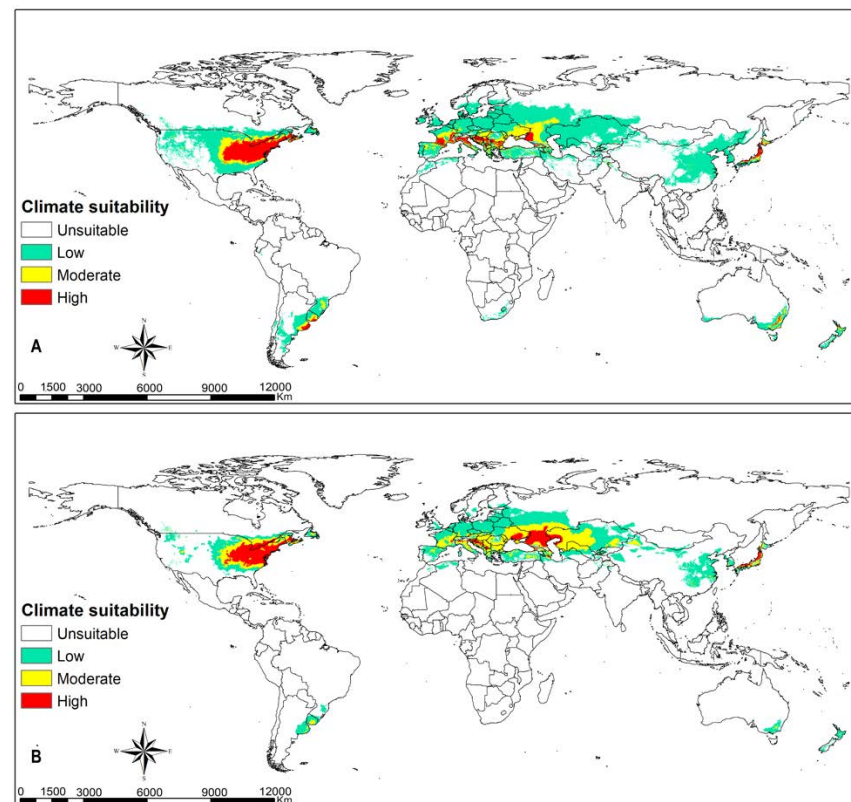 N
W
E
S
Climate suitability
Unsuitable
Low
Moderate
High
A
0 1500 3000 6000 9000 12000
Km
N
W
E
S
Climate suitability
Unsuitable
Low
Moderate
High
B
0 1500 3000 6000 9000 12000
Km